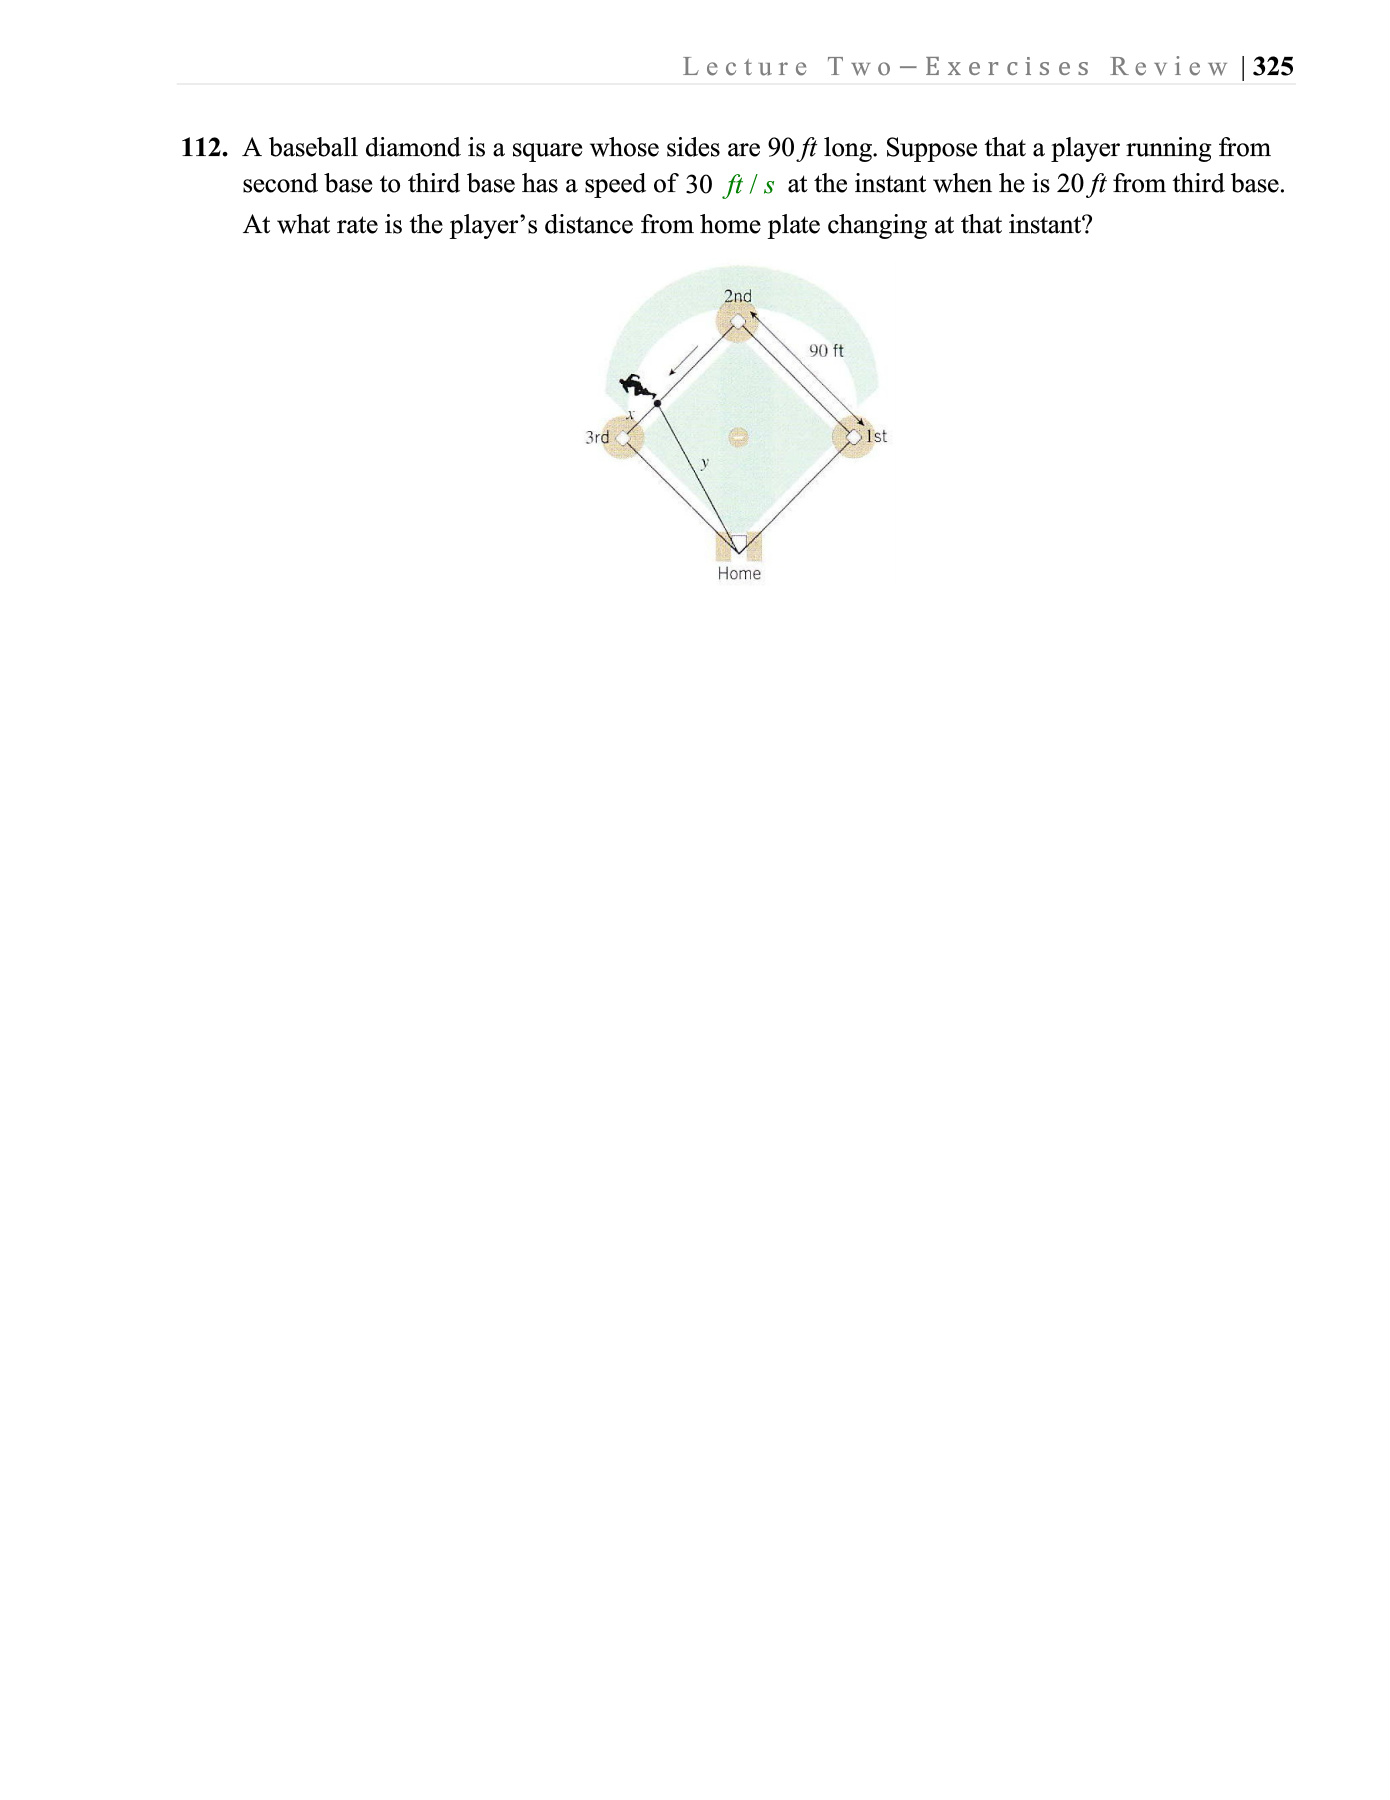 Lecture Two—Exercises Review | 325
112. A baseball diamond is a square whose sides are 90 ft long. Suppose that a player running from
second base to third base has a speed of 30 ft / s at the instant when he is 20 ft from third base.
At what rate is the player’s distance from home plate changing at that instant?
2nd
90 ft
x
3rd
1st
y
Home